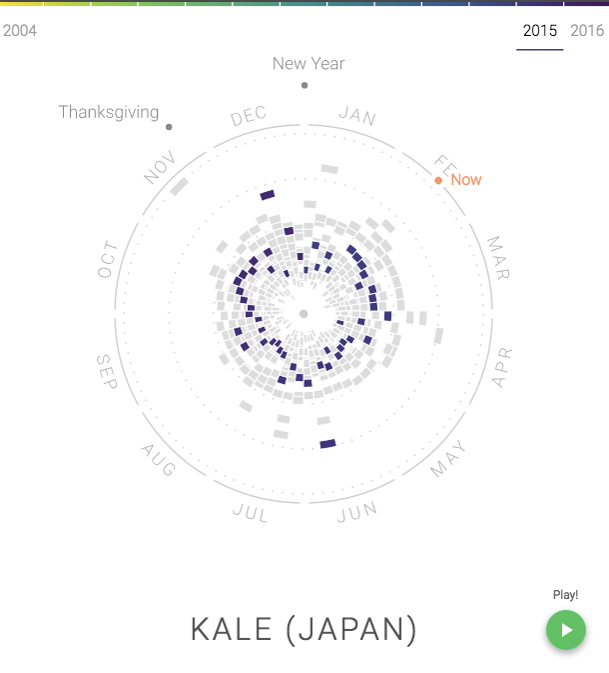 2004
2015
2016
New Year
Thanksgiving
DEC
JAN
NOV
FE
Now
OCT
MAR
SEP
APR
AUG
MAY
JUL
JUN
Play!
KALE (JAPAN)